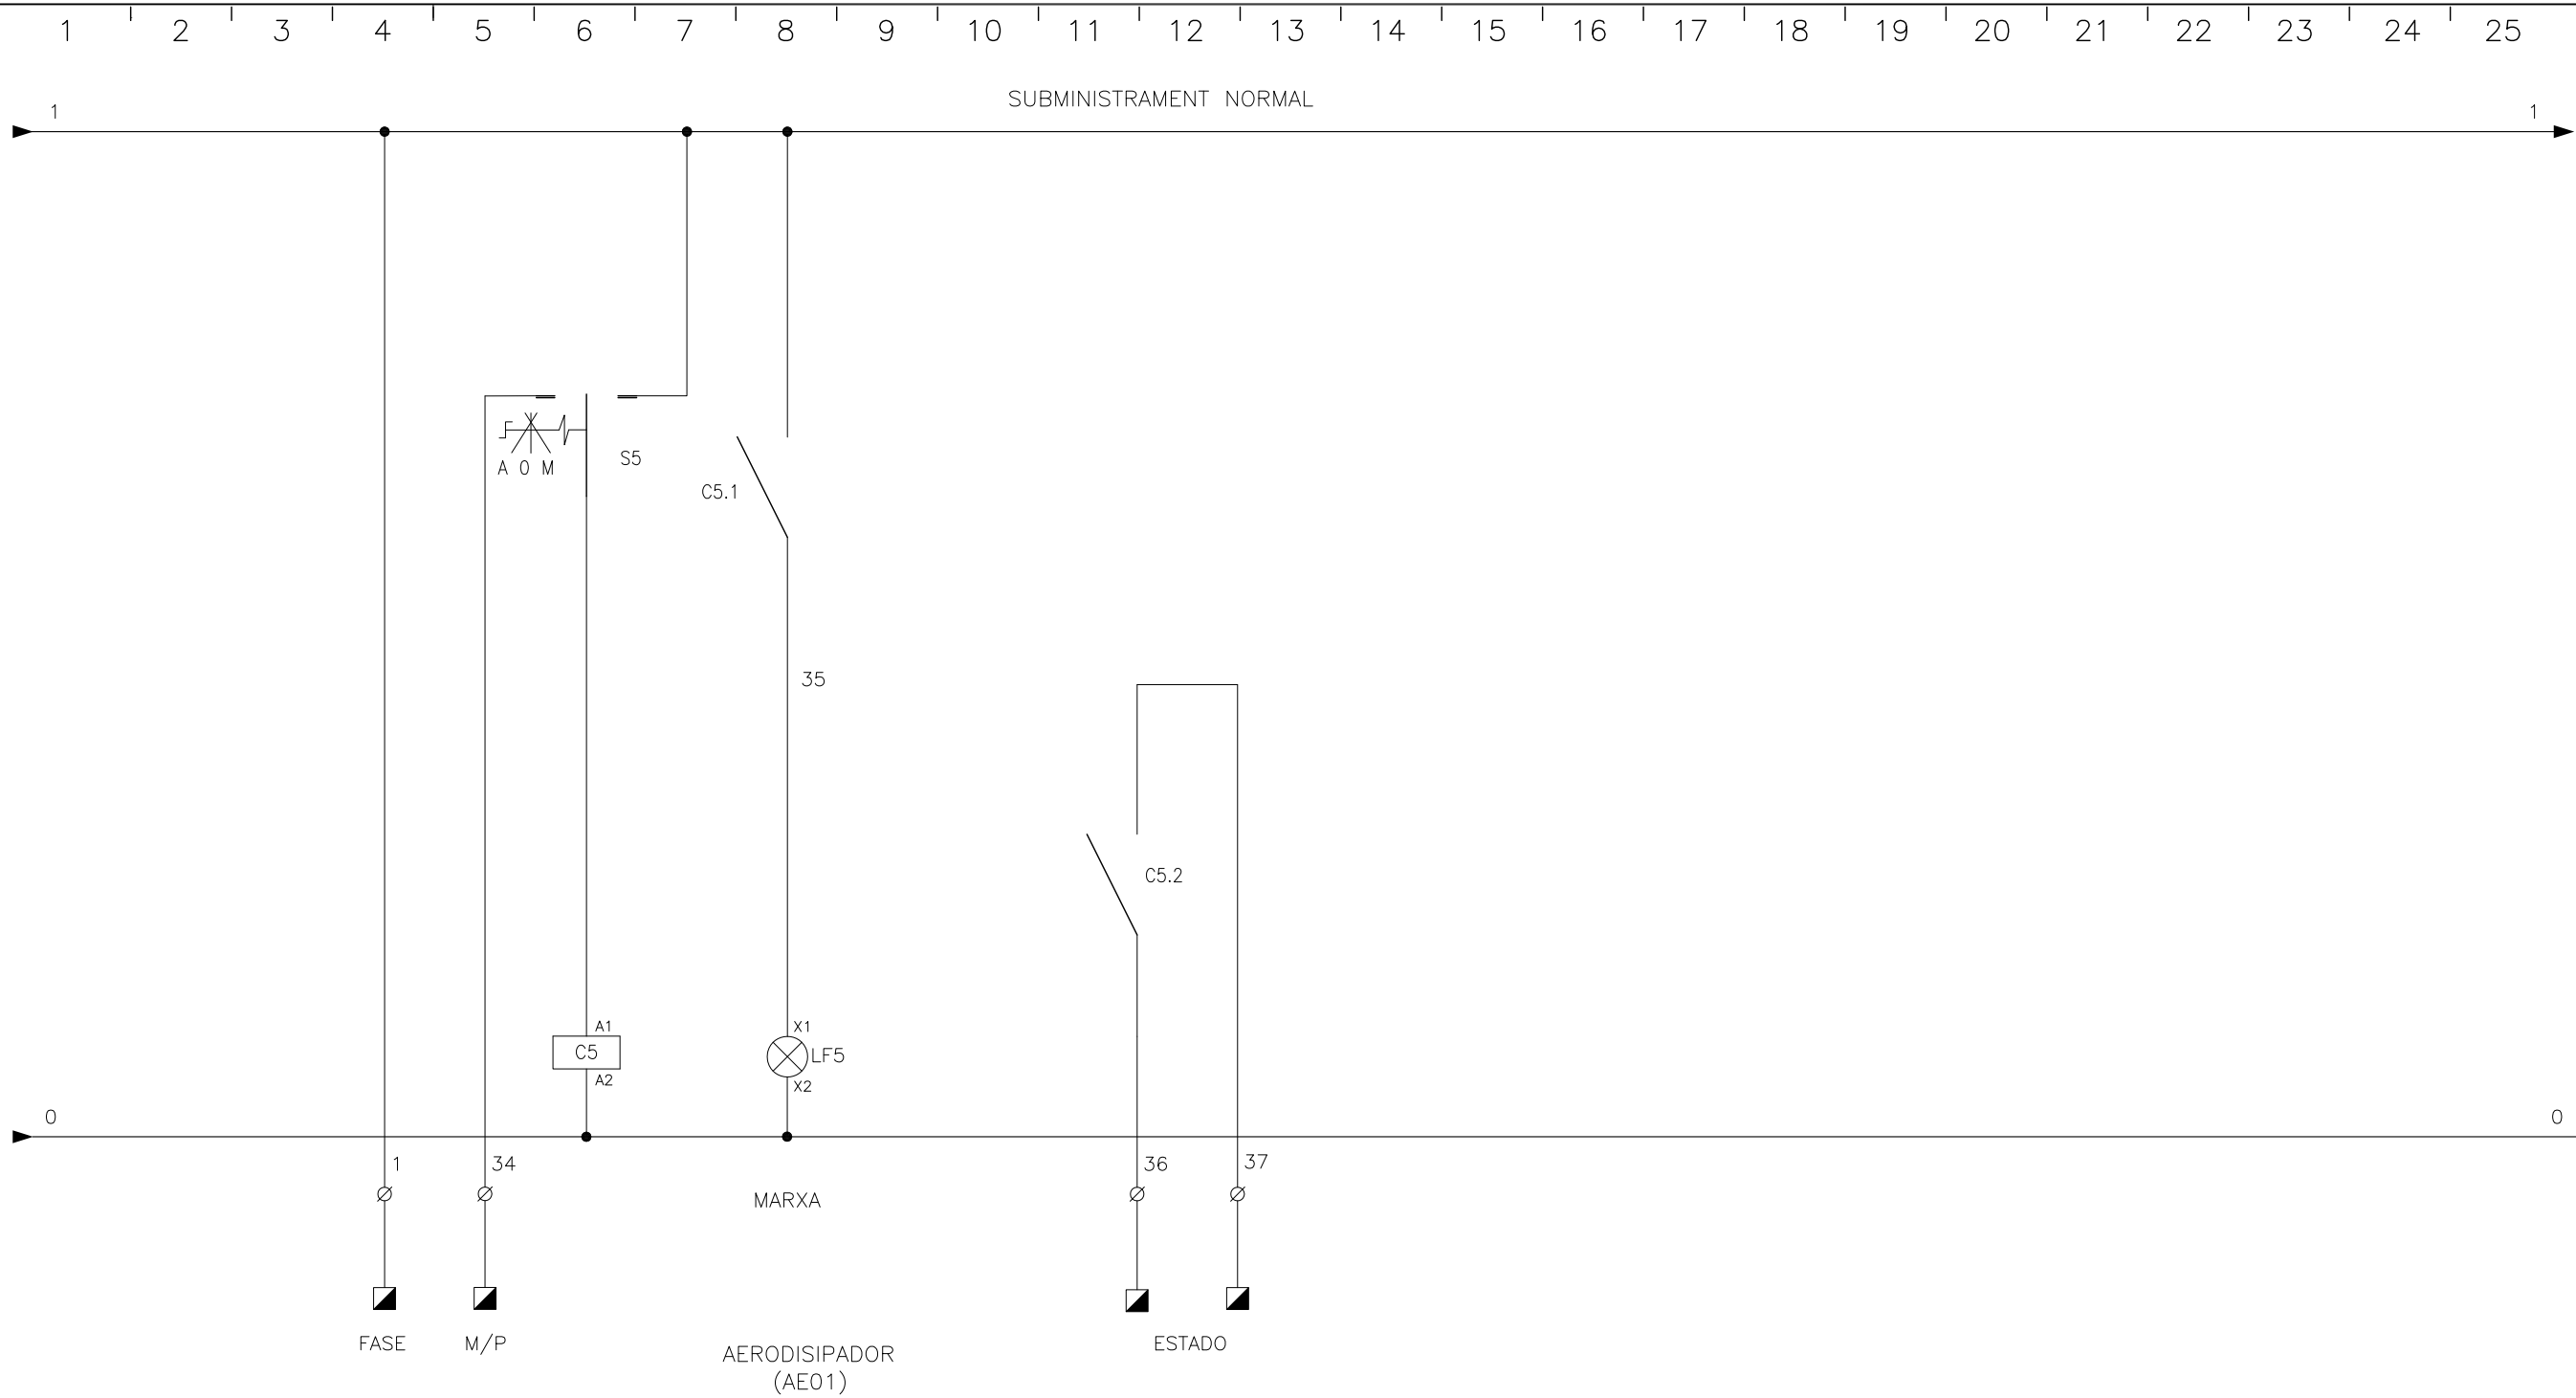 1 2 3 4 5 6 7 8 9 10 11 12 13 14 15 16 17 18 19 20 21 22 23 24 25
SUBMINISTRAMENT NORMAL
1 1
S5
A O M
C5.1
35
C5.2
A1
C5
A2
X1
LF5
X2
0 0
1 34 36 37
MARXA
FASE M/P ESTADO
AERODISIPADOR
(AE01)